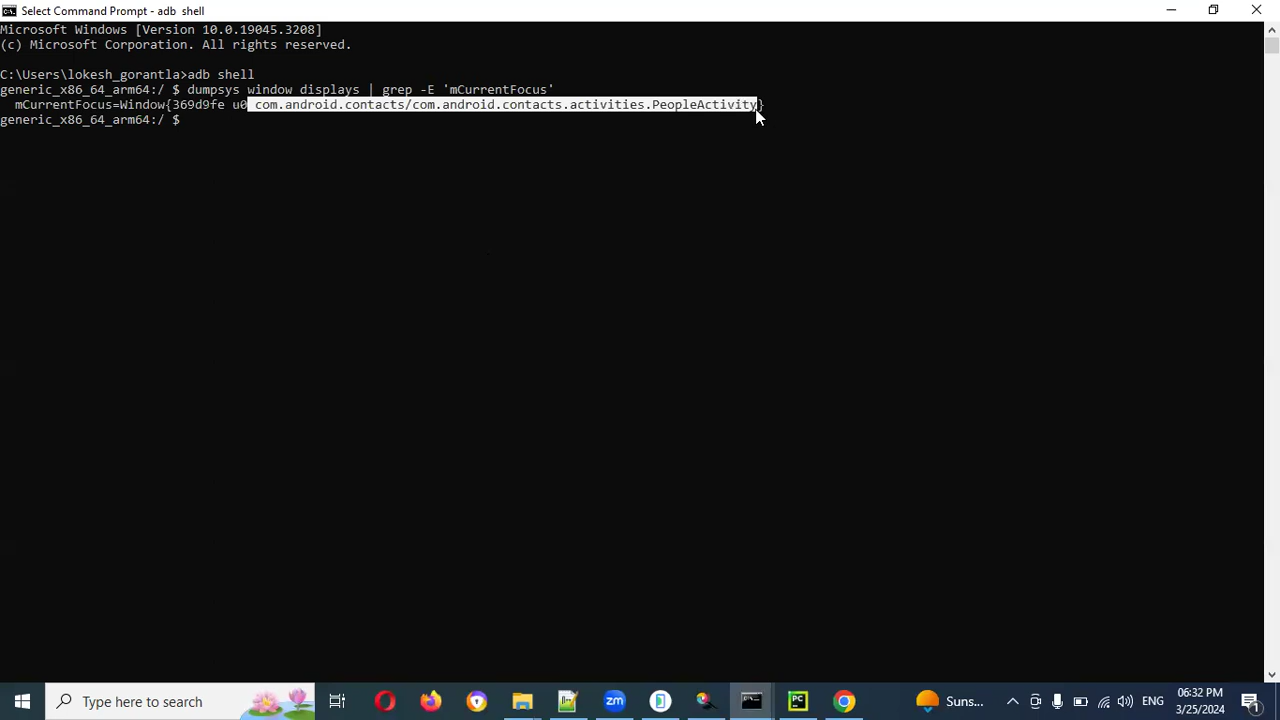 Select Command Prompt - adb  shell
Microsoft Windows [Version 10.0.19045.3208]
(c) Microsoft Corporation. All rights reserved.
C:\Users\lokesh_gorantla>adb shell
generic_x86_64_arm64:/ $ dumpsys window displays | grep -E 'mCurrentFocus'
  mCurrentFocus=Window{369d9fe u0 com.android.contacts/com.android.contacts.activities.PeopleActivity}
generic_x86_64_arm64:/ $
Type here to search
Suns...
ENG
06:32 PM
3/25/2024
1